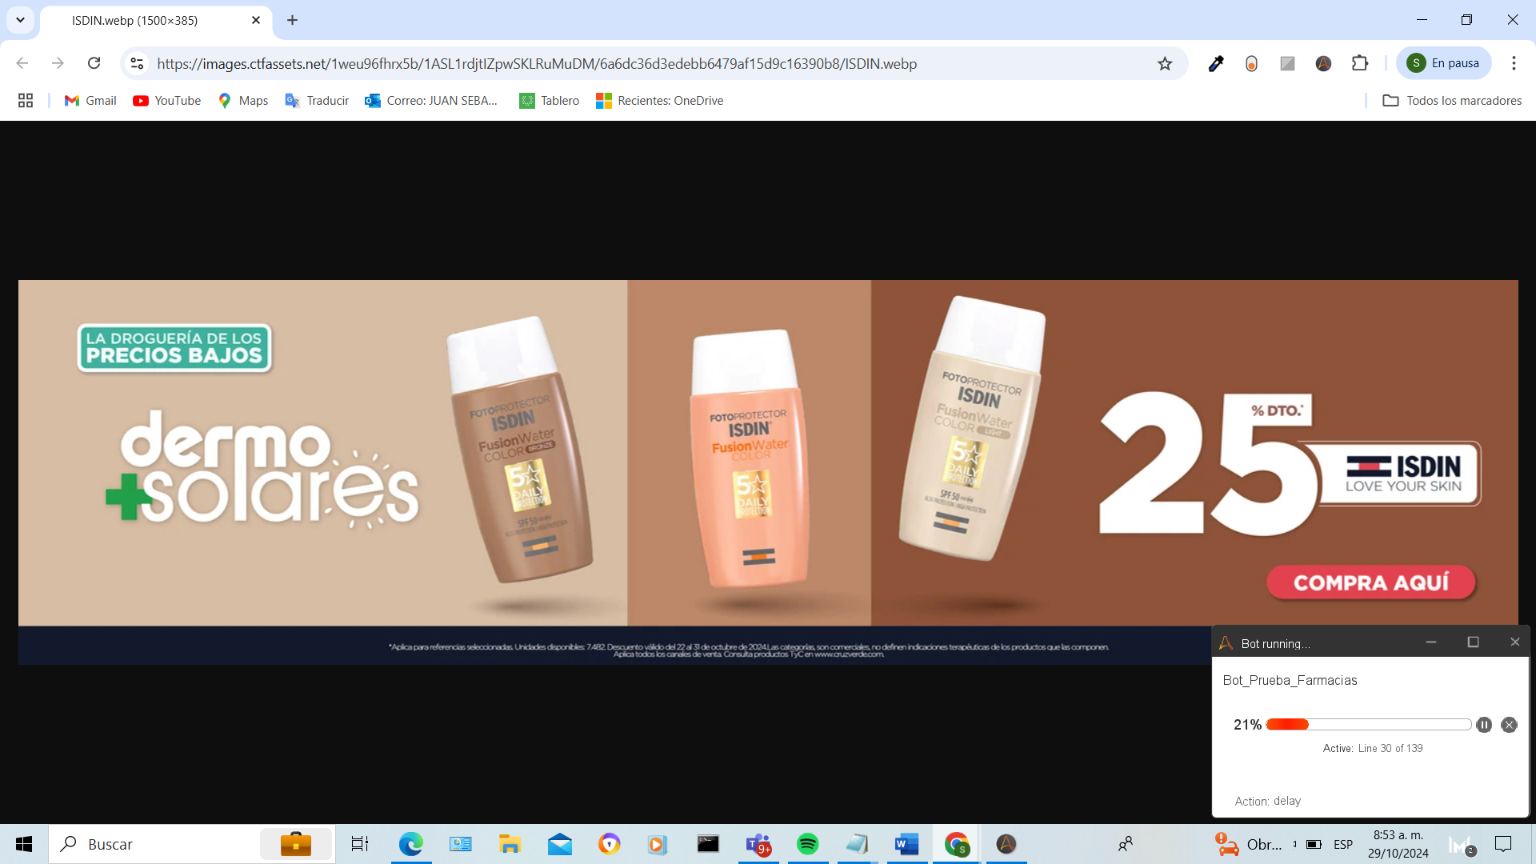 ISDIN.webp (1500×385)
https://images.ctfassets.net/1weu96fhrx5b/1ASL1rdjtIZpwSKLRuMuDM/6a6dc36d3edebb6479af15d9c16390b8/ISDIN.webp
S En pausa
Gmail YouTube Maps Traducir Correo: JUAN SEBA... Tablero Recientes: OneDrive Todos los marcadores
LA DROGUERÍA DE LOS
PRECIOS BAJOS
dermo
+solares
FOTOPROTECTOR
ISDIN
FusionWater
COLOR BRONZE
5
DAILY
PROTECTION
SPF 50
FOTOPROTECTOR
ISDIN
FusionWater
COLOR
5
DAILY
PROTECTION
FOTOPROTECTOR
ISDIN
FusionWater
COLOR LIGHT
5
DAILY
PROTECTION
SPF 50
25 % DTO.*
ISDIN
LOVE YOUR SKIN
COMPRA AQUÍ
*Aplica para referencias seleccionadas. Unidades disponibles: 7.482. Descuento válido del 22 al 31 de octubre de 2024.Las categorías, son comerciales, no definen indicaciones terapéuticas de los productos que las componen.
Aplica todos los canales de venta. Consulta productos TyC en www.cruzverde.com.
Bot running...
Bot_Prueba_Farmacias
21%
Active: Line 30 of 139
Action: delay
Buscar
9+
S
Obr...
ESP
8:53 a. m.
29/10/2024
2